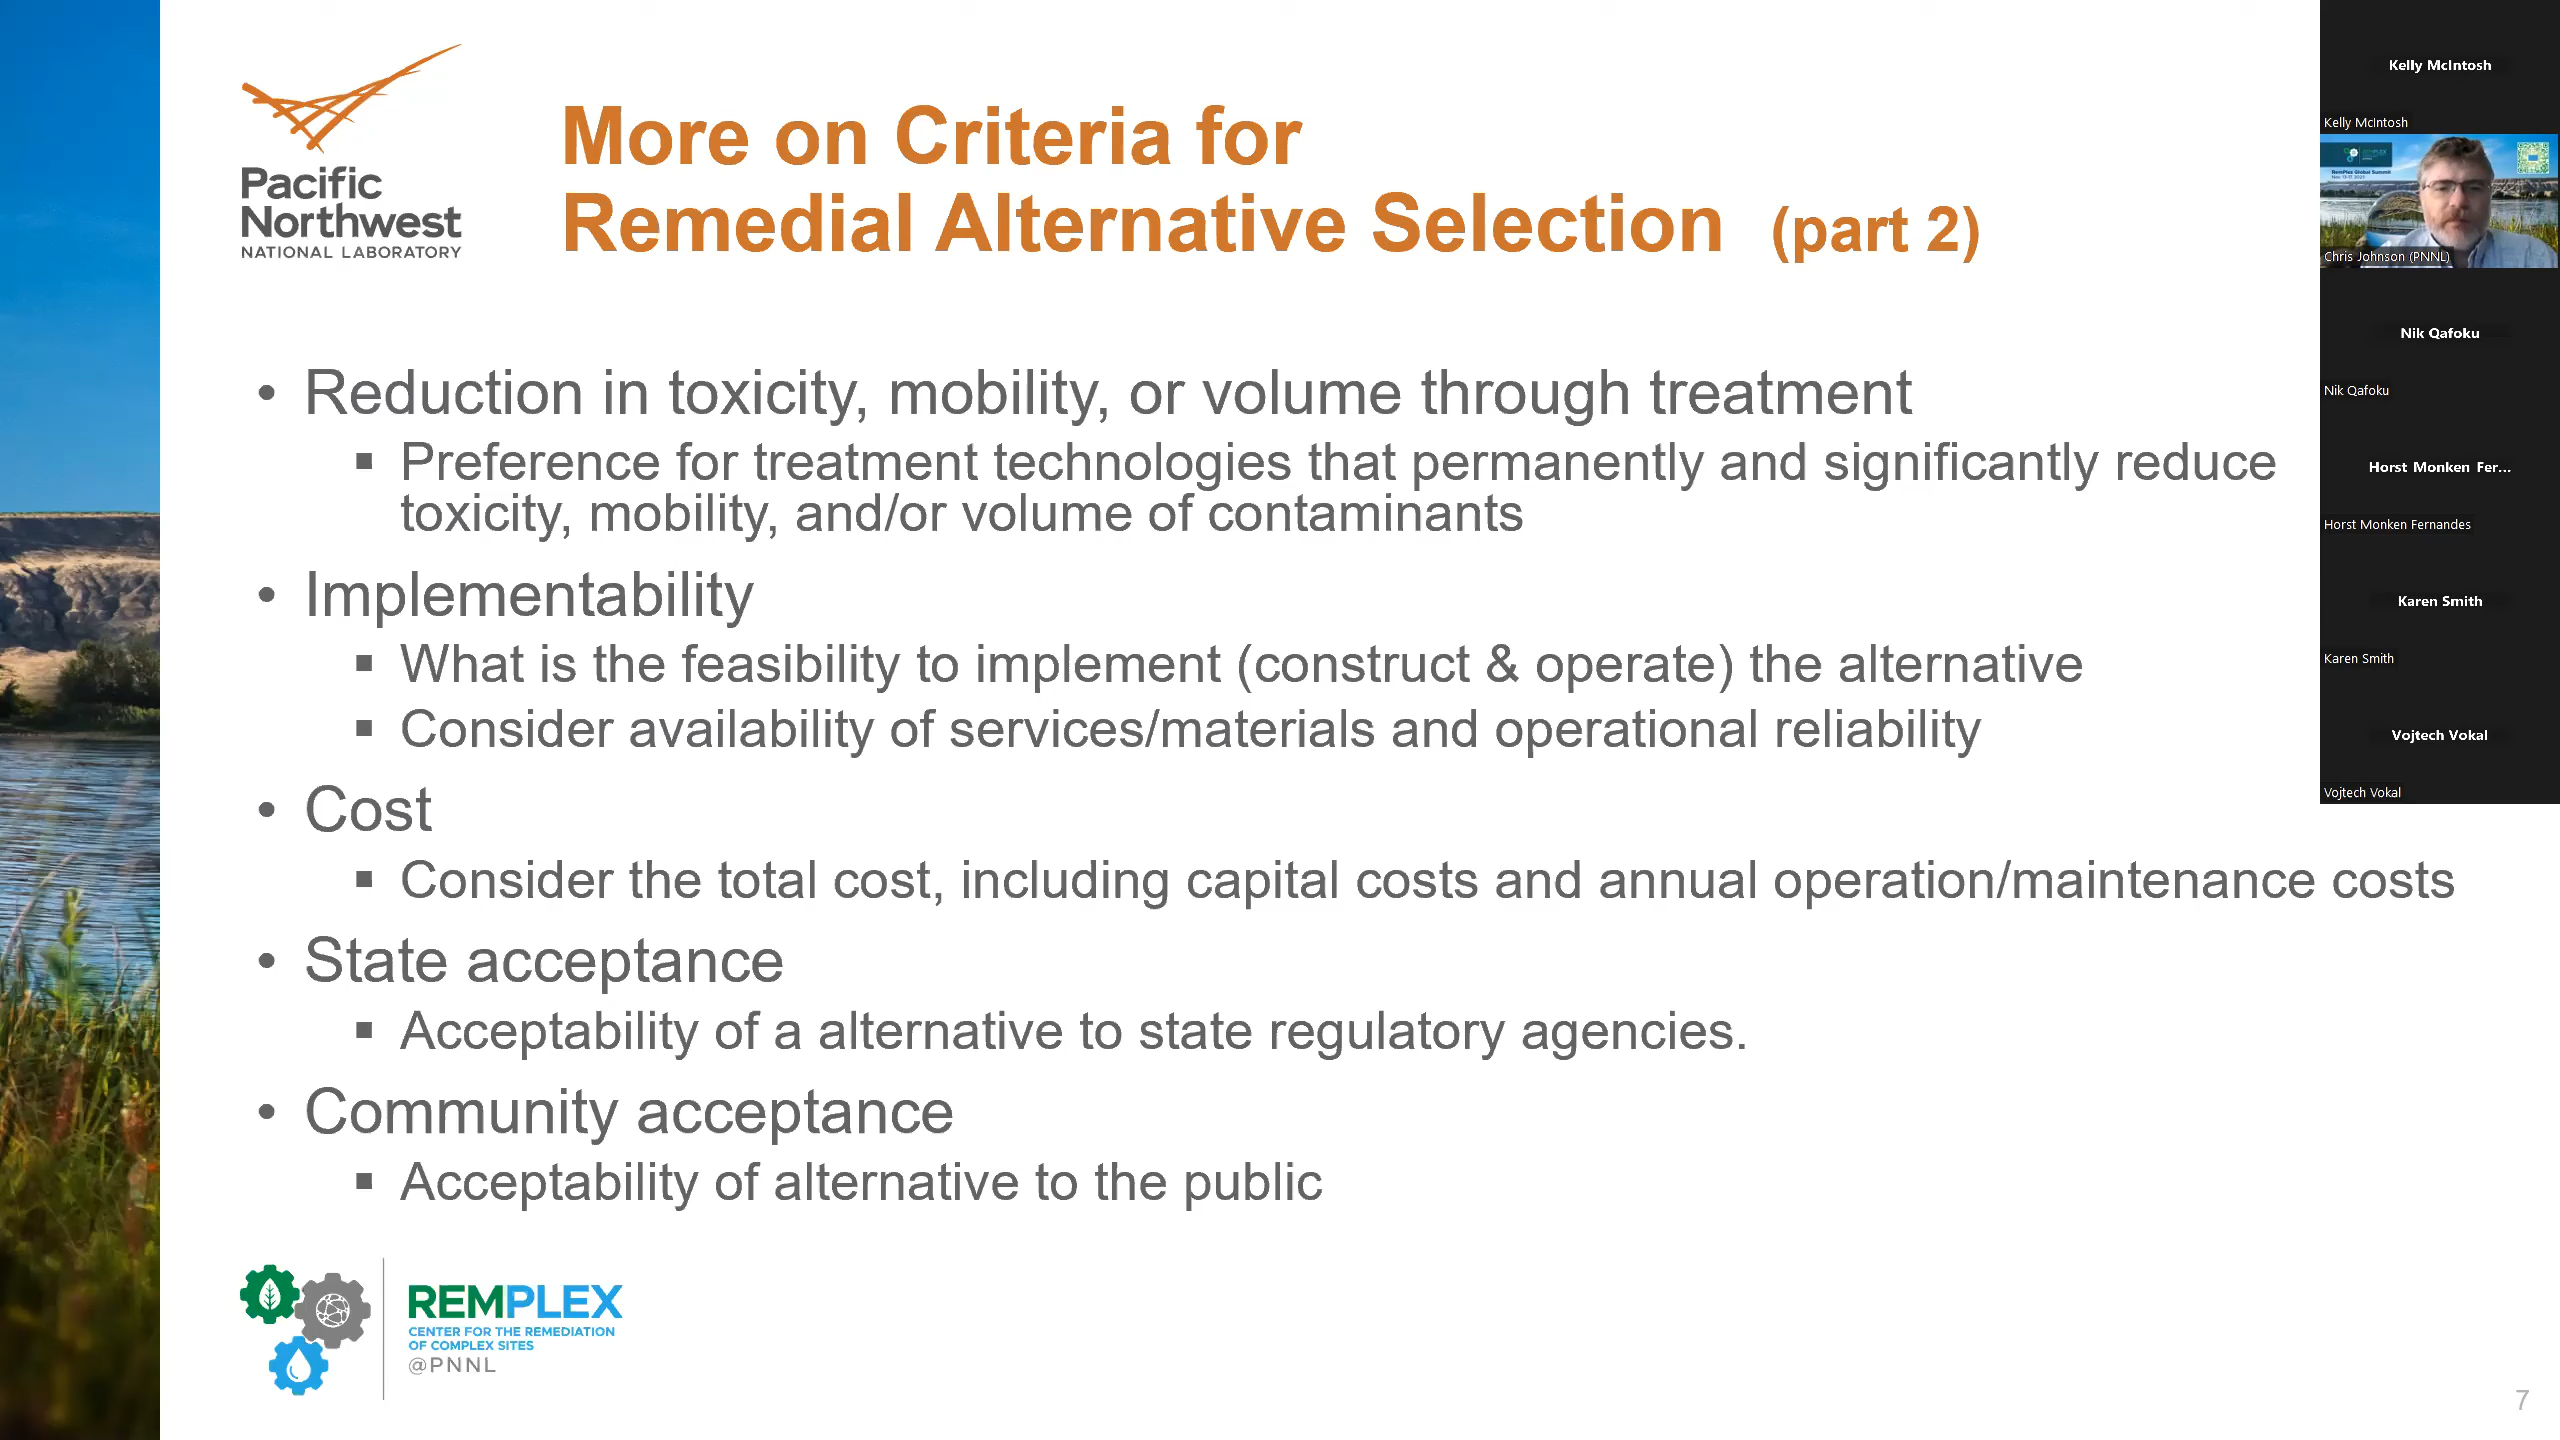 Pacific
Northwest
NATIONAL LABORATORY
More on Criteria for
Remedial Alternative Selection (part 2)
• Reduction in toxicity, mobility, or volume through treatment
▪ Preference for treatment technologies that permanently and significantly reduce
toxicity, mobility, and/or volume of contaminants
• Implementability
▪ What is the feasibility to implement (construct & operate) the alternative
▪ Consider availability of services/materials and operational reliability
• Cost
▪ Consider the total cost, including capital costs and annual operation/maintenance costs
• State acceptance
▪ Acceptability of a alternative to state regulatory agencies.
• Community acceptance
▪ Acceptability of alternative to the public
REMPLEX
CENTER FOR THE REMEDIATION
OF COMPLEX SITES
@PNNL
7
Kelly McIntosh
Kelly McIntosh
RemPlex Global Summit
Chris Johnson (PNNL)
Nik Qafoku
Nik Qafoku
Horst Monken Fer...
Horst Monken Fernandes
Karen Smith
Karen Smith
Vojtech Vokal
Vojtech Vokal